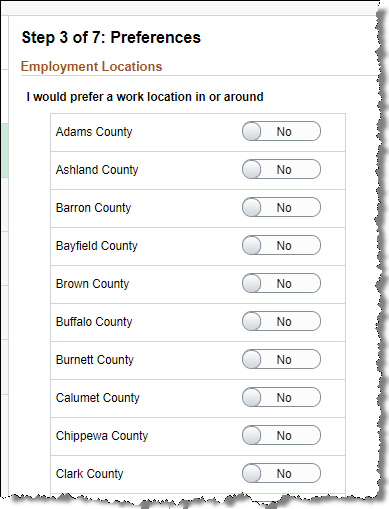 Step 3 of 7: Preferences
Employment Locations
I would prefer a work location in or around
Adams County No
Ashland County No
Barron County No
Bayfield County No
Brown County No
Buffalo County No
Burnett County No
Calumet County No
Chippewa County No
Clark County No